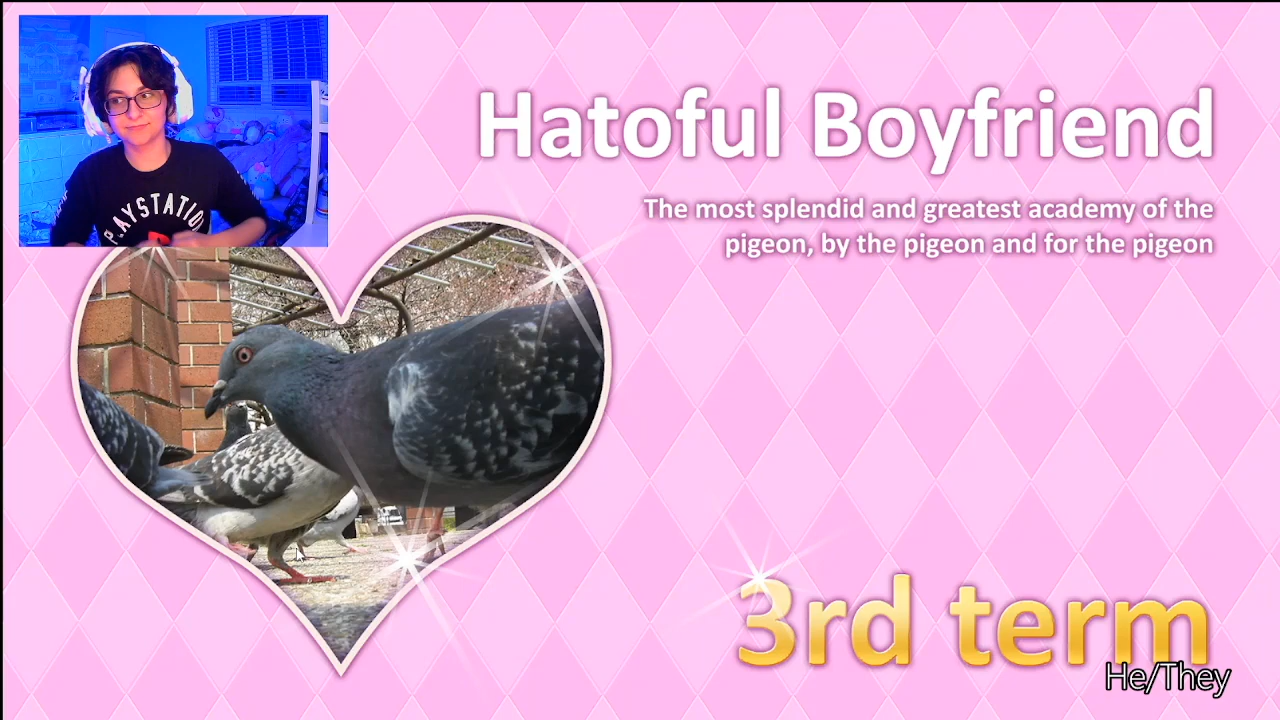 Hatoful Boyfriend
The most splendid and greatest academy of the
pigeon, by the pigeon and for the pigeon
PLAYSTATION
3rd term
He/They